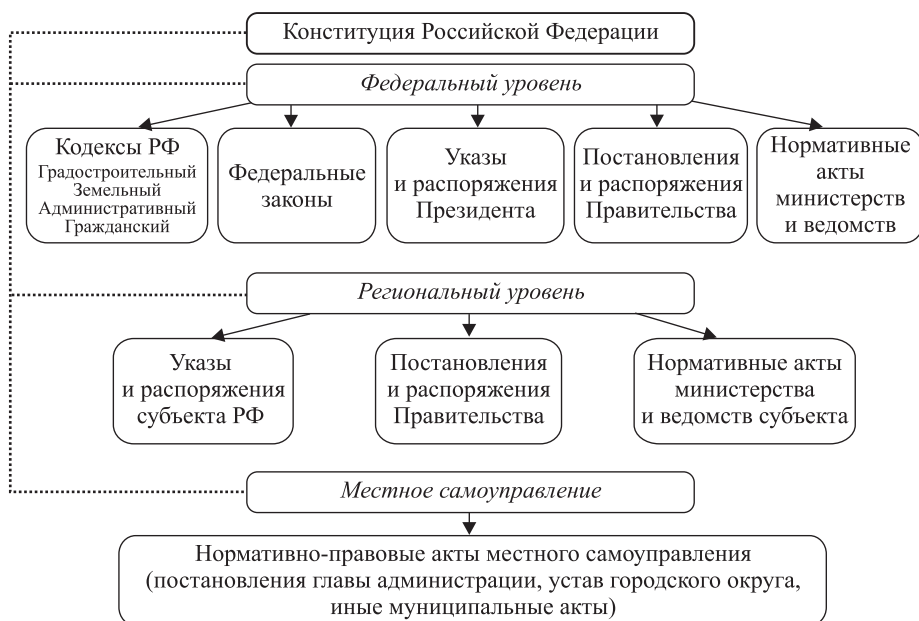 Конституция Российской Федерации
Федеральный уровень
Кодексы РФ
Градостроительный
Земельный
Административный
Гражданский
Федеральные
законы
Указы
и распоряжения
Президента
Постановления
и распоряжения
Правительства
Нормативные
акты
министерств
и ведомств
Региональный уровень
Указы
и распоряжения
субъекта РФ
Постановления
и распоряжения
Правительства
Нормативные акты
министерства
и ведомств субъекта
Местное самоуправление
Нормативно-правовые акты местного самоуправления
(постановления главы администрации, устав городского округа,
иные муниципальные акты)